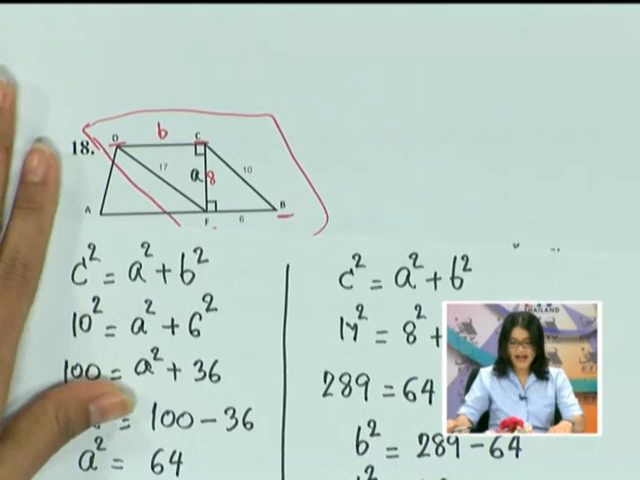 18.
D b C
17 a 8 10
A F 6 B
c² = a² + b²
10² = a² + 6²
100 = a² + 36
= 100 - 36
a² = 64
c² = a² + b²
17² = 8² +
289 = 64
b² = 289 - 64
THAILAND